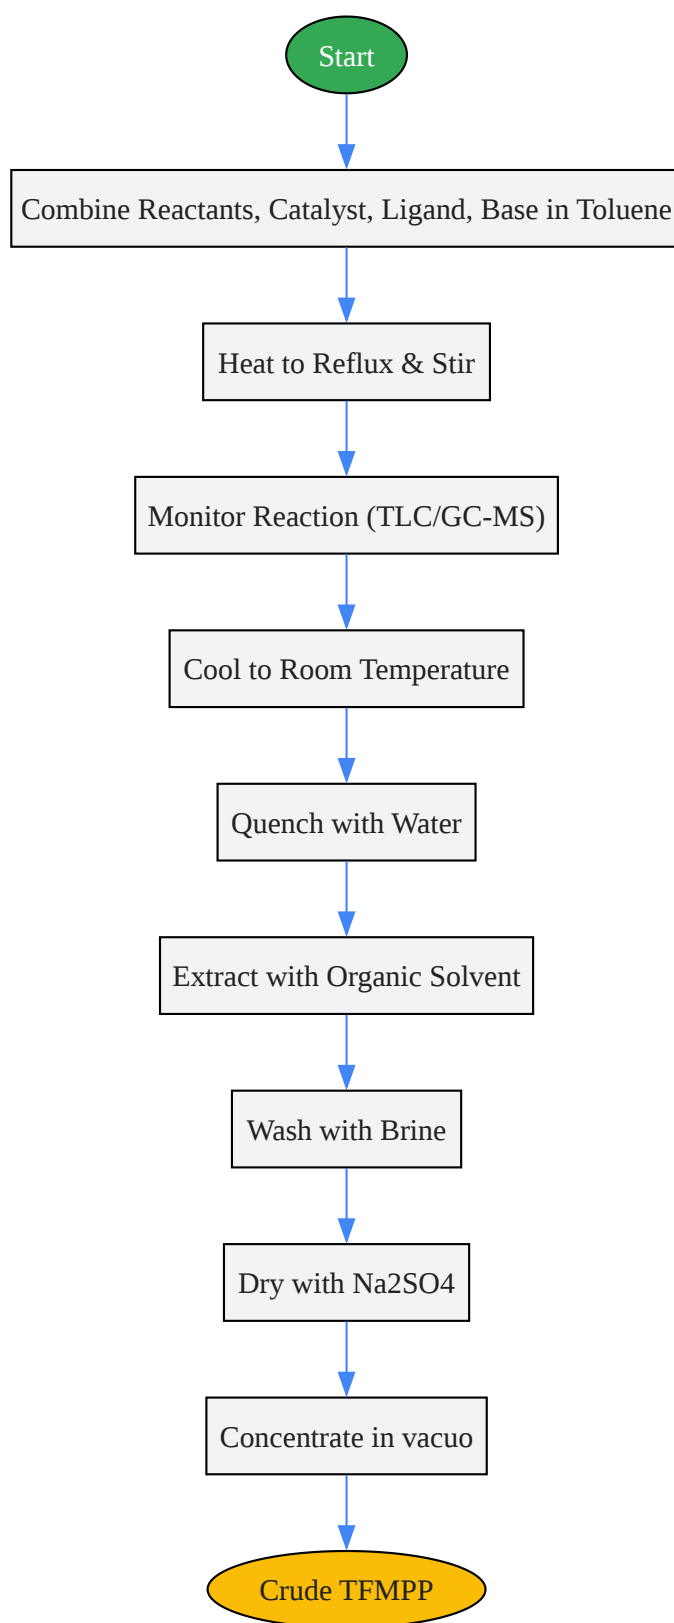 Start
Combine Reactants, Catalyst, Ligand, Base in Toluene
Heat to Reflux & Stir
Monitor Reaction (TLC/GC-MS)
Cool to Room Temperature
Quench with Water
Extract with Organic Solvent
Wash with Brine
Dry with Na2SO4
Concentrate in vacuo
Crude TFMPP